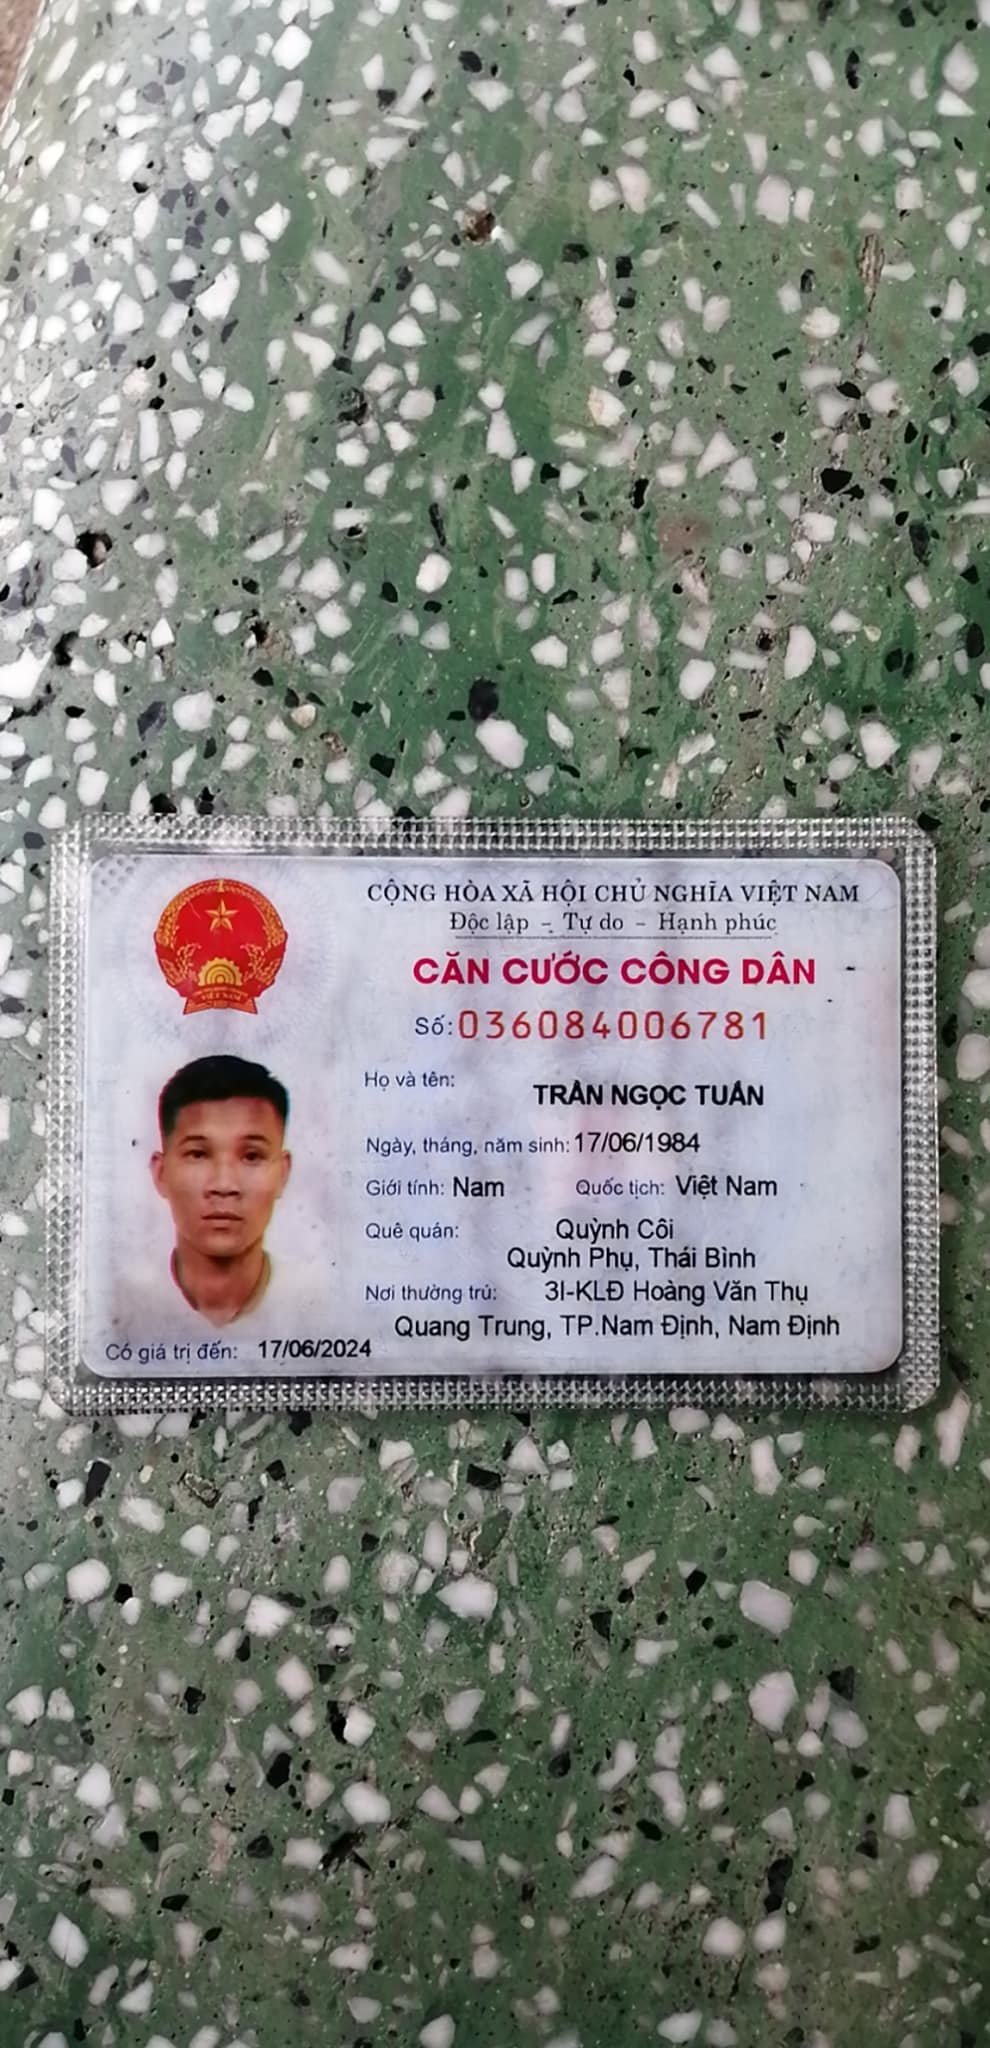 CỘNG HÒA XÃ HỘI CHỦ NGHĨA VIỆT NAM
Độc lập - Tự do - Hạnh phúc
CĂN CƯỚC CÔNG DÂN
Số: 036084006781
Họ và tên: TRẦN NGỌC TUẤN
Ngày, tháng, năm sinh: 17/06/1984
Giới tính: Nam Quốc tịch: Việt Nam
Quê quán: Quỳnh Côi
Quỳnh Phụ, Thái Bình
Nơi thường trú: 3I-KLĐ Hoàng Văn Thụ
Quang Trung, TP.Nam Định, Nam Định
Có giá trị đến: 17/06/2024
VIỆT NAM